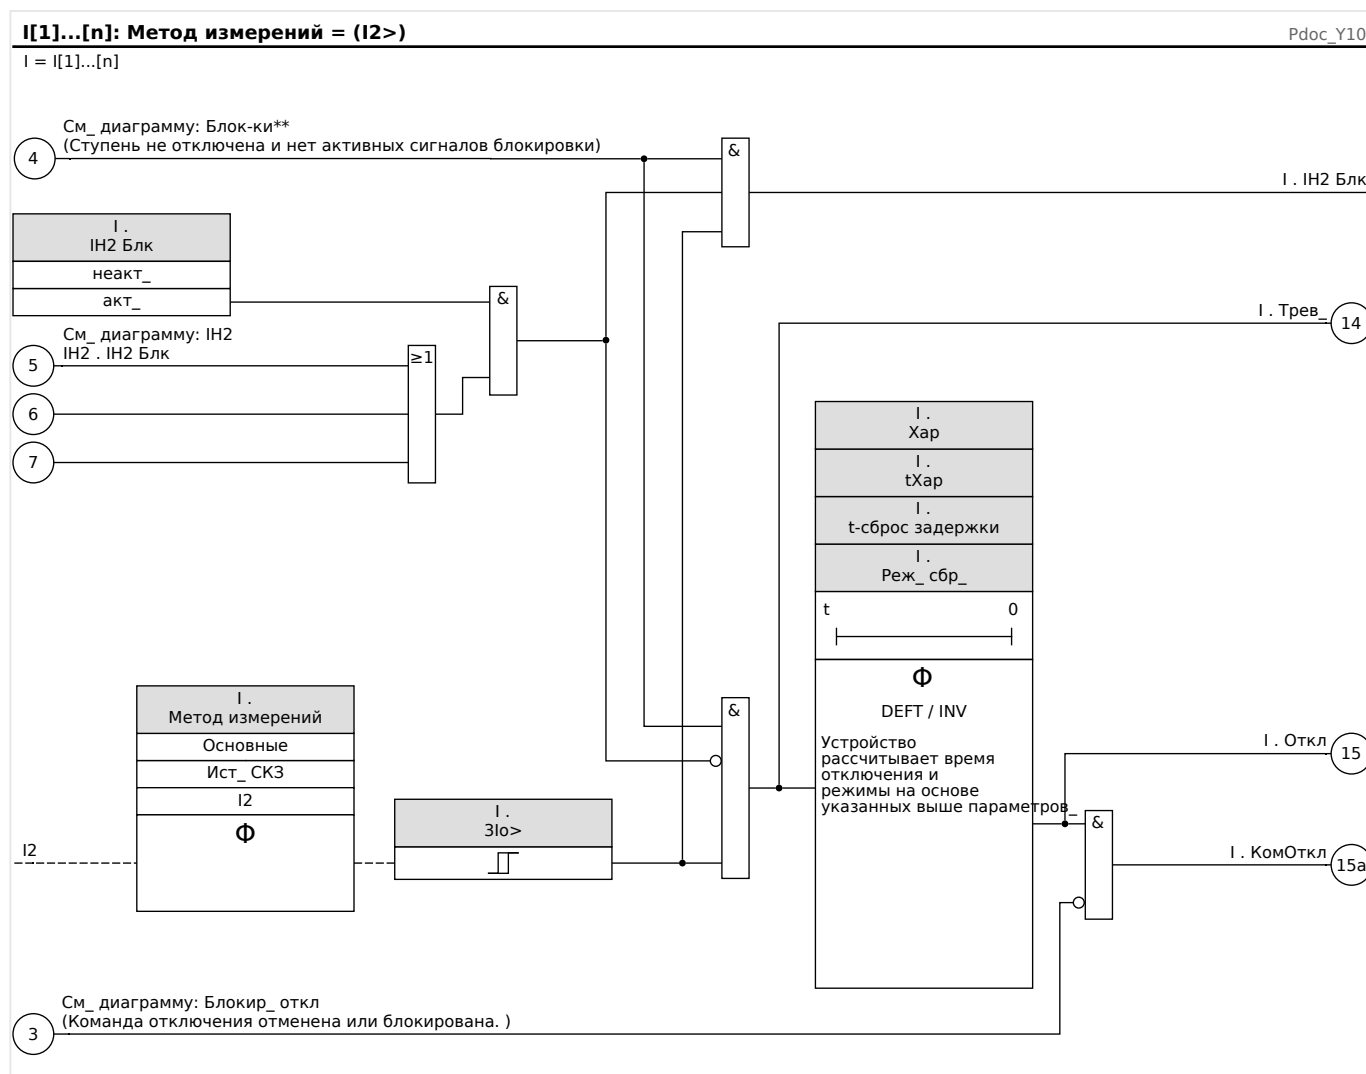 I[1]...[n]: Метод измерений = (I2>)
Pdoc_Y10
I = I[1]...[n]
См_ диаграмму: Блок-ки**
(Ступень не отключена и нет активных сигналов блокировки)
4
&
I . IH2 Блк
I .
IH2 Блк
неакт_
акт_
&
См_ диаграмму: IH2
IH2 . IH2 Блк
5
≥1
6
7
I . Трев_
14
I .
Хар
I .
tХар
I .
t-сброс задержки
I .
Реж_ сбр_
t
0
Φ
DEFT / INV
Устройство
рассчитывает время
отключения и
режимы на основе
указанных выше параметров_
I .
Метод измерений
Основные
Ист_ СКЗ
I2
Φ
I2
I .
3Io>
&
I . Откл
15
&
I . КомОткл
15a
См_ диаграмму: Блокир_ откл
(Команда отключения отменена или блокирована. )
3